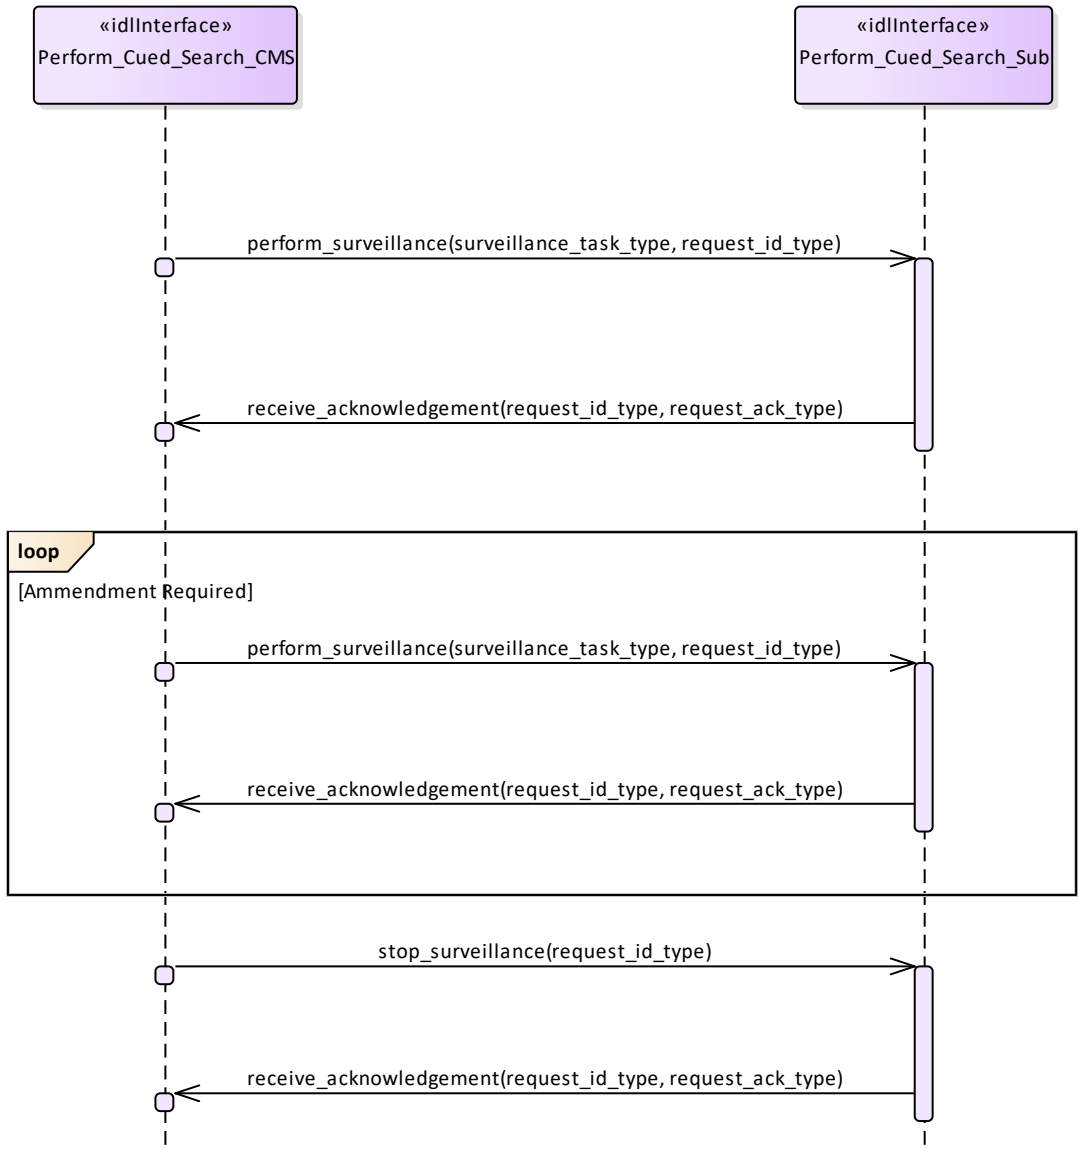 «idlInterface»
Perform_Cued_Search_CMS
«idlInterface»
Perform_Cued_Search_Sub
perform_surveillance(surveillance_task_type, request_id_type)
receive_acknowledgement(request_id_type, request_ack_type)
loop
[Ammendment Required]
perform_surveillance(surveillance_task_type, request_id_type)
receive_acknowledgement(request_id_type, request_ack_type)
stop_surveillance(request_id_type)
receive_acknowledgement(request_id_type, request_ack_type)